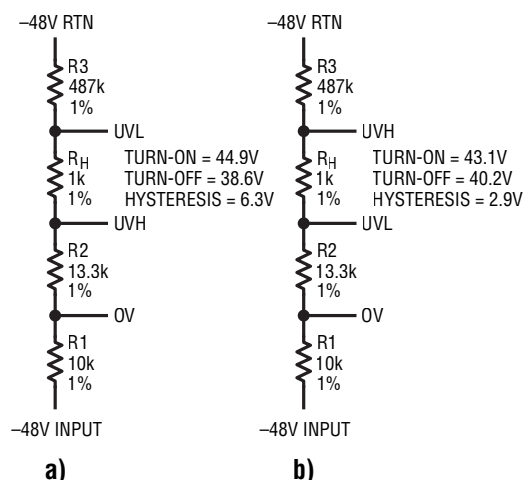 –48V RTN
R3
487k
1%
UVL
RH
1k
1%
TURN-ON = 44.9V
TURN-OFF = 38.6V
HYSTERESIS = 6.3V
UVH
R2
13.3k
1%
OV
R1
10k
1%
–48V INPUT
a)
–48V RTN
R3
487k
1%
UVH
RH
1k
1%
TURN-ON = 43.1V
TURN-OFF = 40.2V
HYSTERESIS = 2.9V
UVL
R2
13.3k
1%
OV
R1
10k
1%
–48V INPUT
b)